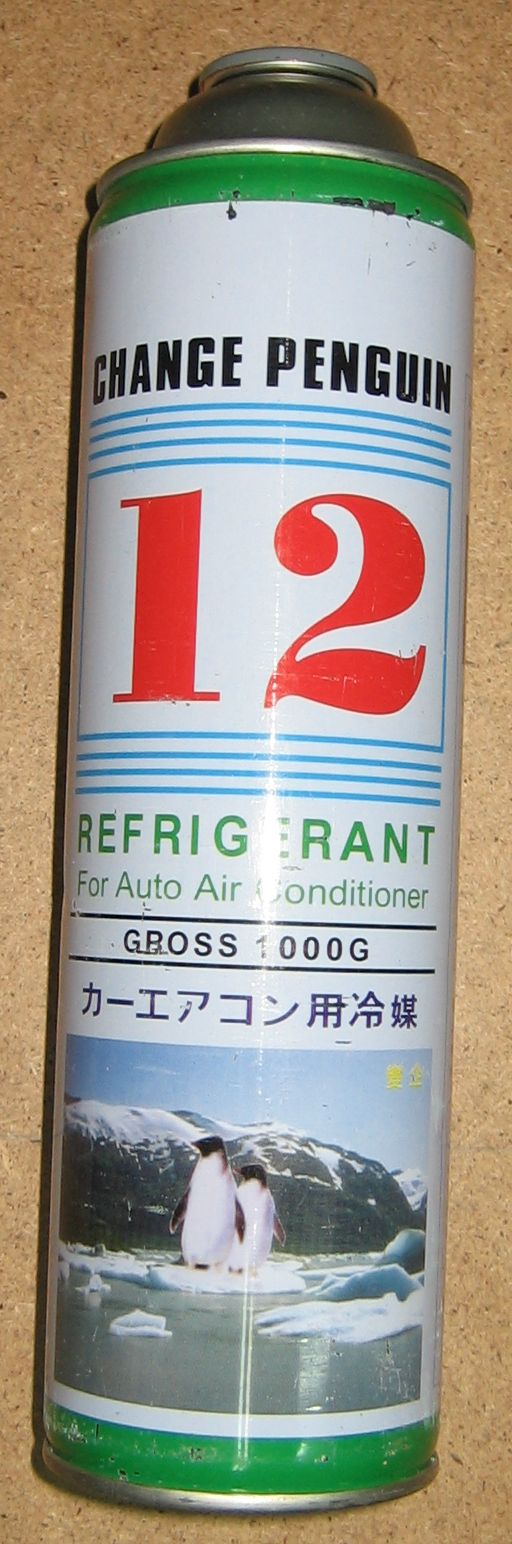 CHANGE PENGUIN
12
REFRIGERANT
For Auto Air Conditioner
GROSS 1000G
カーエアコン用冷媒